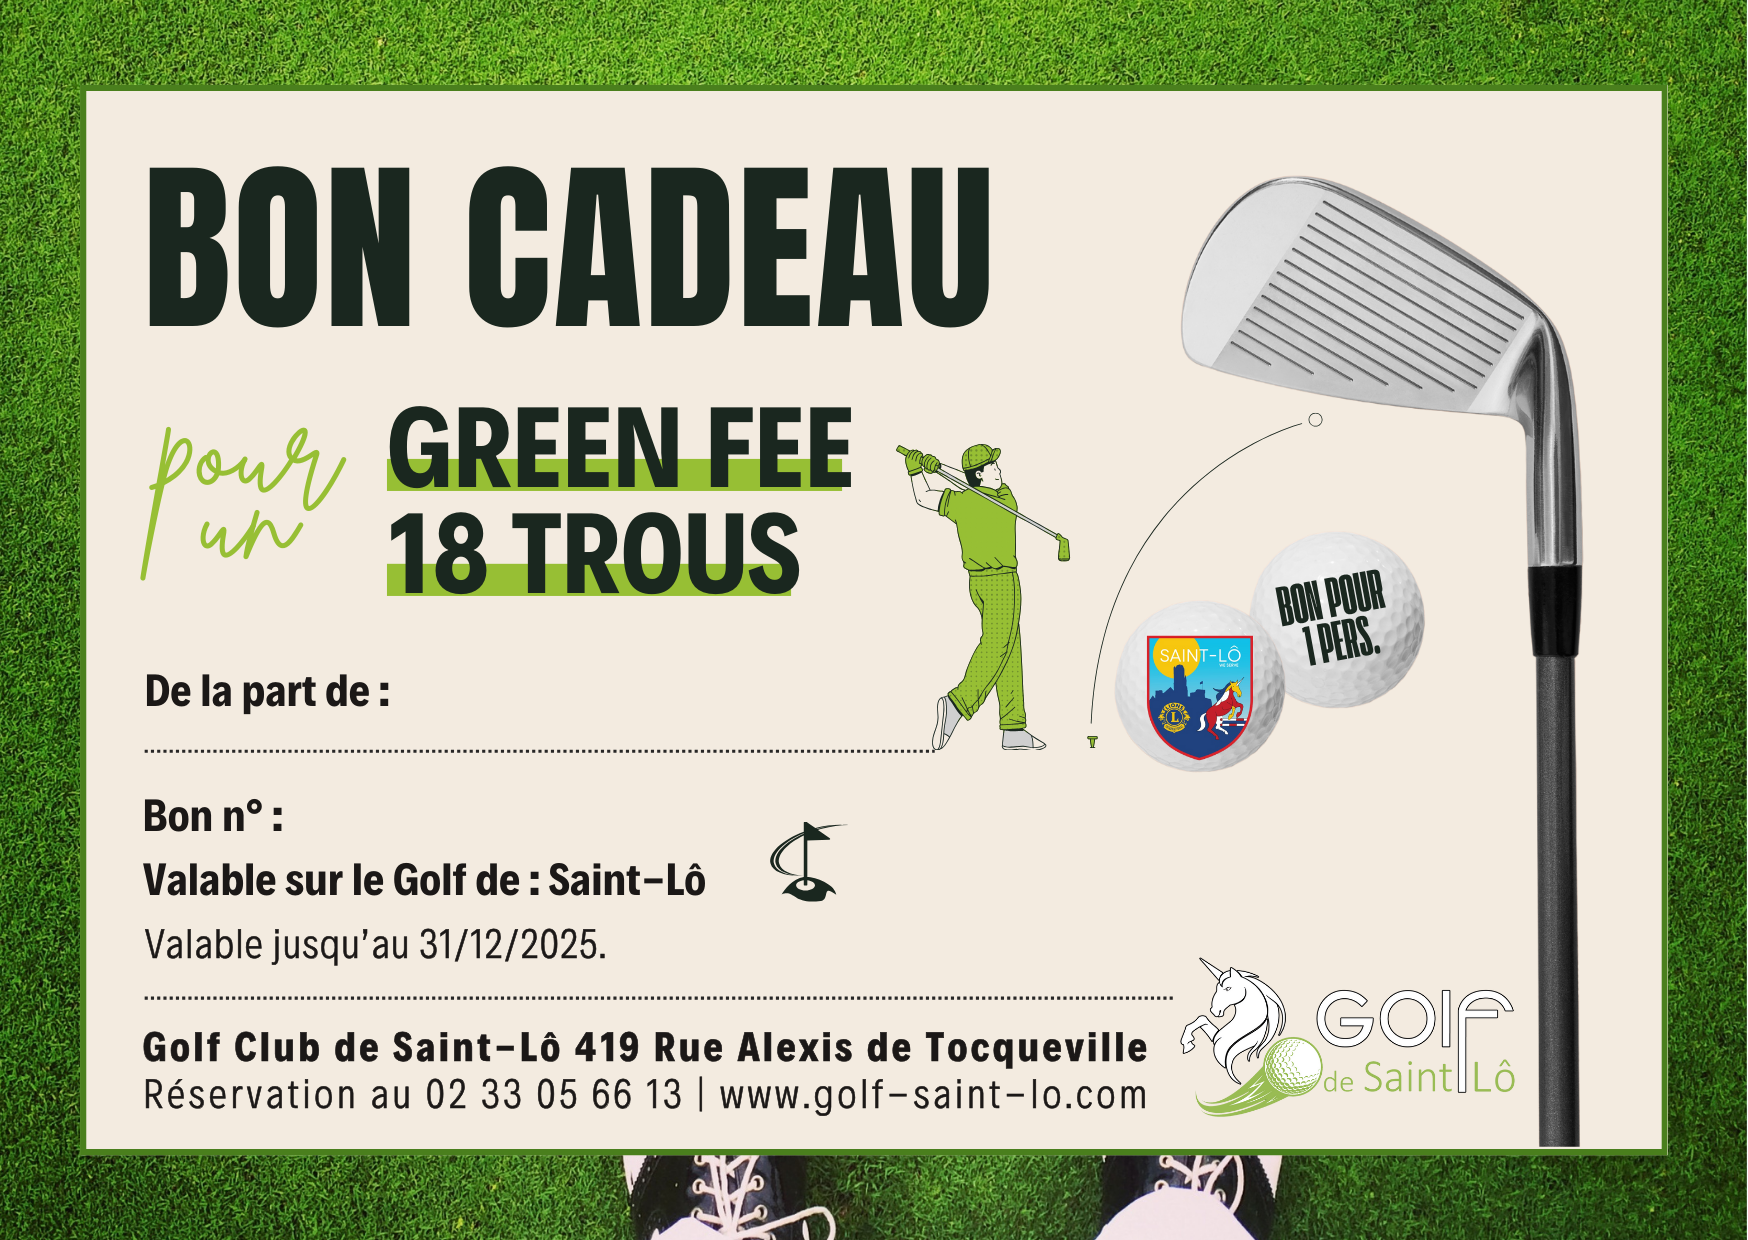 BON CADEAU
pour
un
GREEN FEE
18 TROUS
BON POUR
1 PERS.
SAINT-LÔ
WE SERVE
LIONS
L
De la part de :
Bon n° :
Valable sur le Golf de : Saint-Lô
Valable jusqu'au 31/12/2025.
Golf Club de Saint-Lô 419 Rue Alexis de Tocqueville
Réservation au 02 33 05 66 13 | www.golf-saint-lo.com
GOlf
de Saint Lô